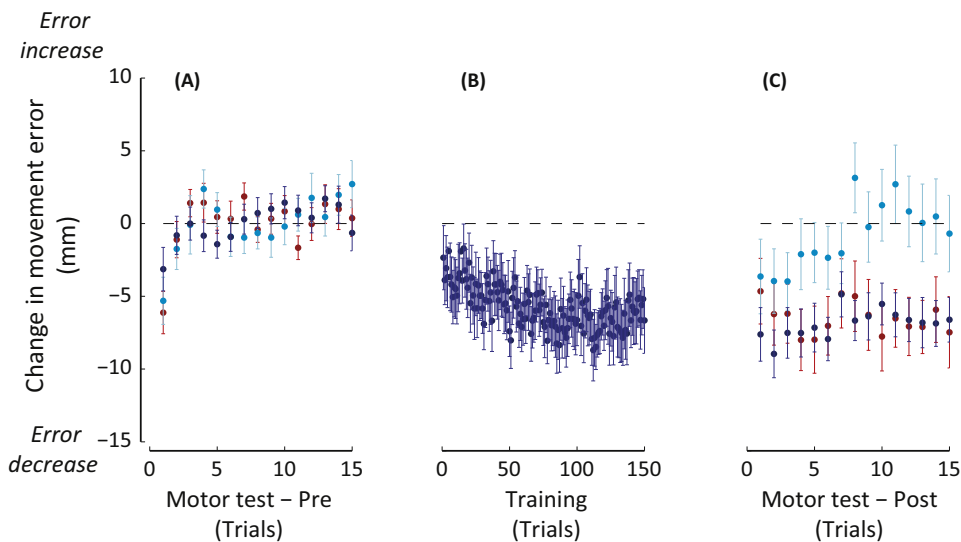 Error
increase
(A)
(B)
(C)
Change in movement error
(mm)
10
5
0
−5
−10
−15
Error
decrease
0 5 10 15
0 50 100 150
0 5 10 15
Motor test – Pre
(Trials)
Training
(Trials)
Motor test – Post
(Trials)